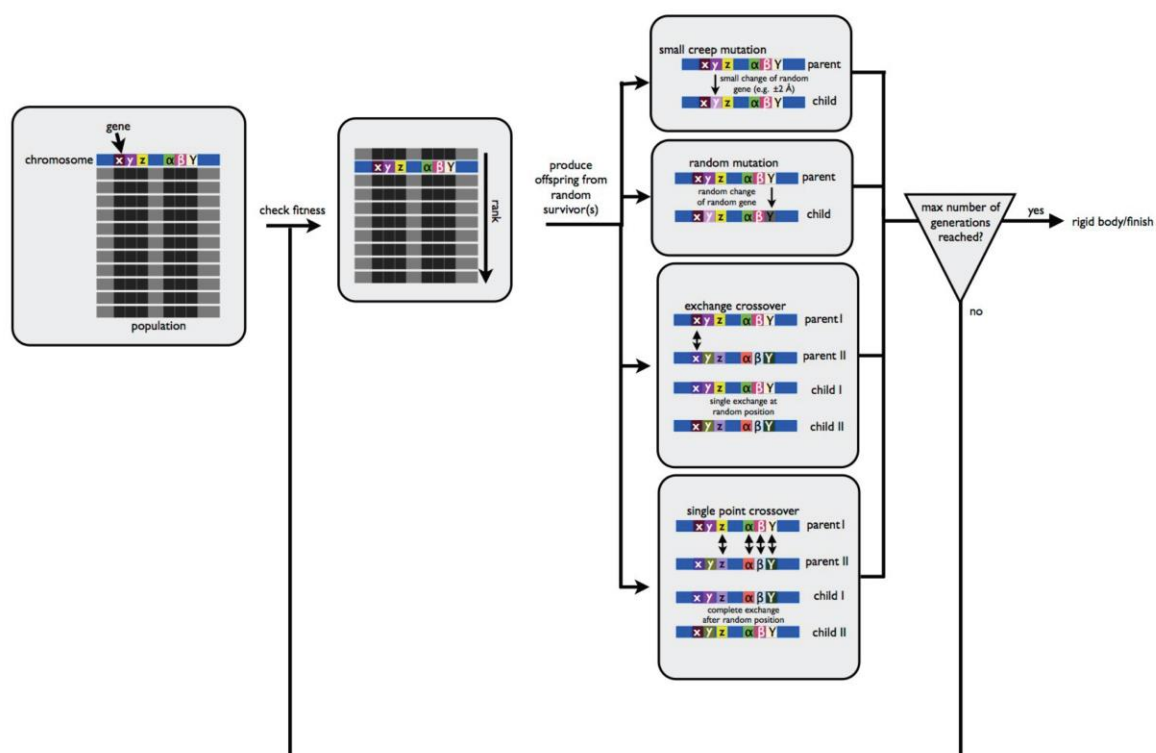 gene
chromosome
x y z α β γ
population
check fitness
x y z α β γ
rank
produce
offspring from
random
survivor(s)
small creep mutation
x y z α β γ parent
small change of random
gene (e.g. ±2 Å)
x y z α β γ child
random mutation
x y z α β γ parent
random change
of random gene
x y z α β γ child
exchange crossover
x y z α β γ parent I
x y z α β γ parent II
x y z α β γ child I
single exchange at
random position
x y z α β γ child II
single point crossover
x y z α β γ parent I
x y z α β γ parent II
x y z α β γ child I
complete exchange
after random position
x y z α β γ child II
max number of
generations
reached?
yes
rigid body/finish
no